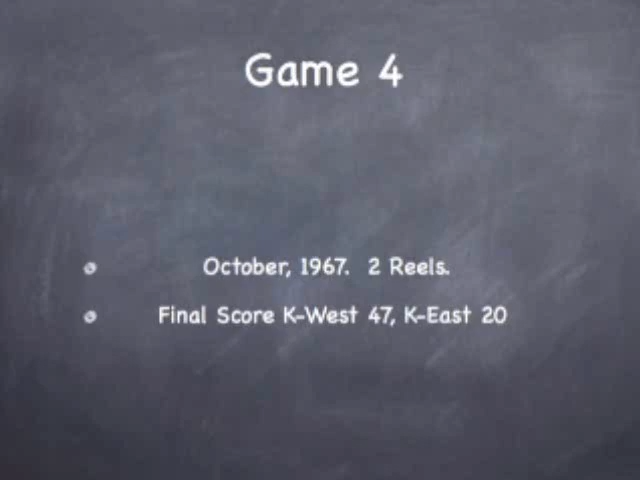 Game 4
October, 1967.  2 Reels.
Final Score K-West 47, K-East 20